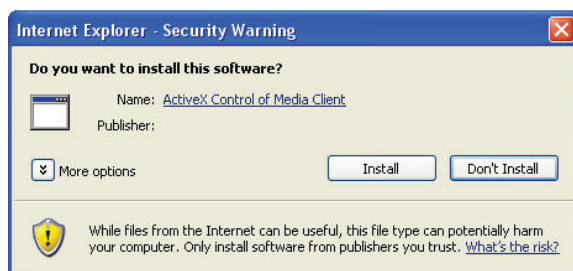 Internet Explorer - Security Warning
Do you want to install this software?
Name: ActiveX Control of Media Client
Publisher:
More options
Install
Don't Install
While files from the Internet can be useful, this file type can potentially harm
your computer. Only install software from publishers you trust. What's the risk?